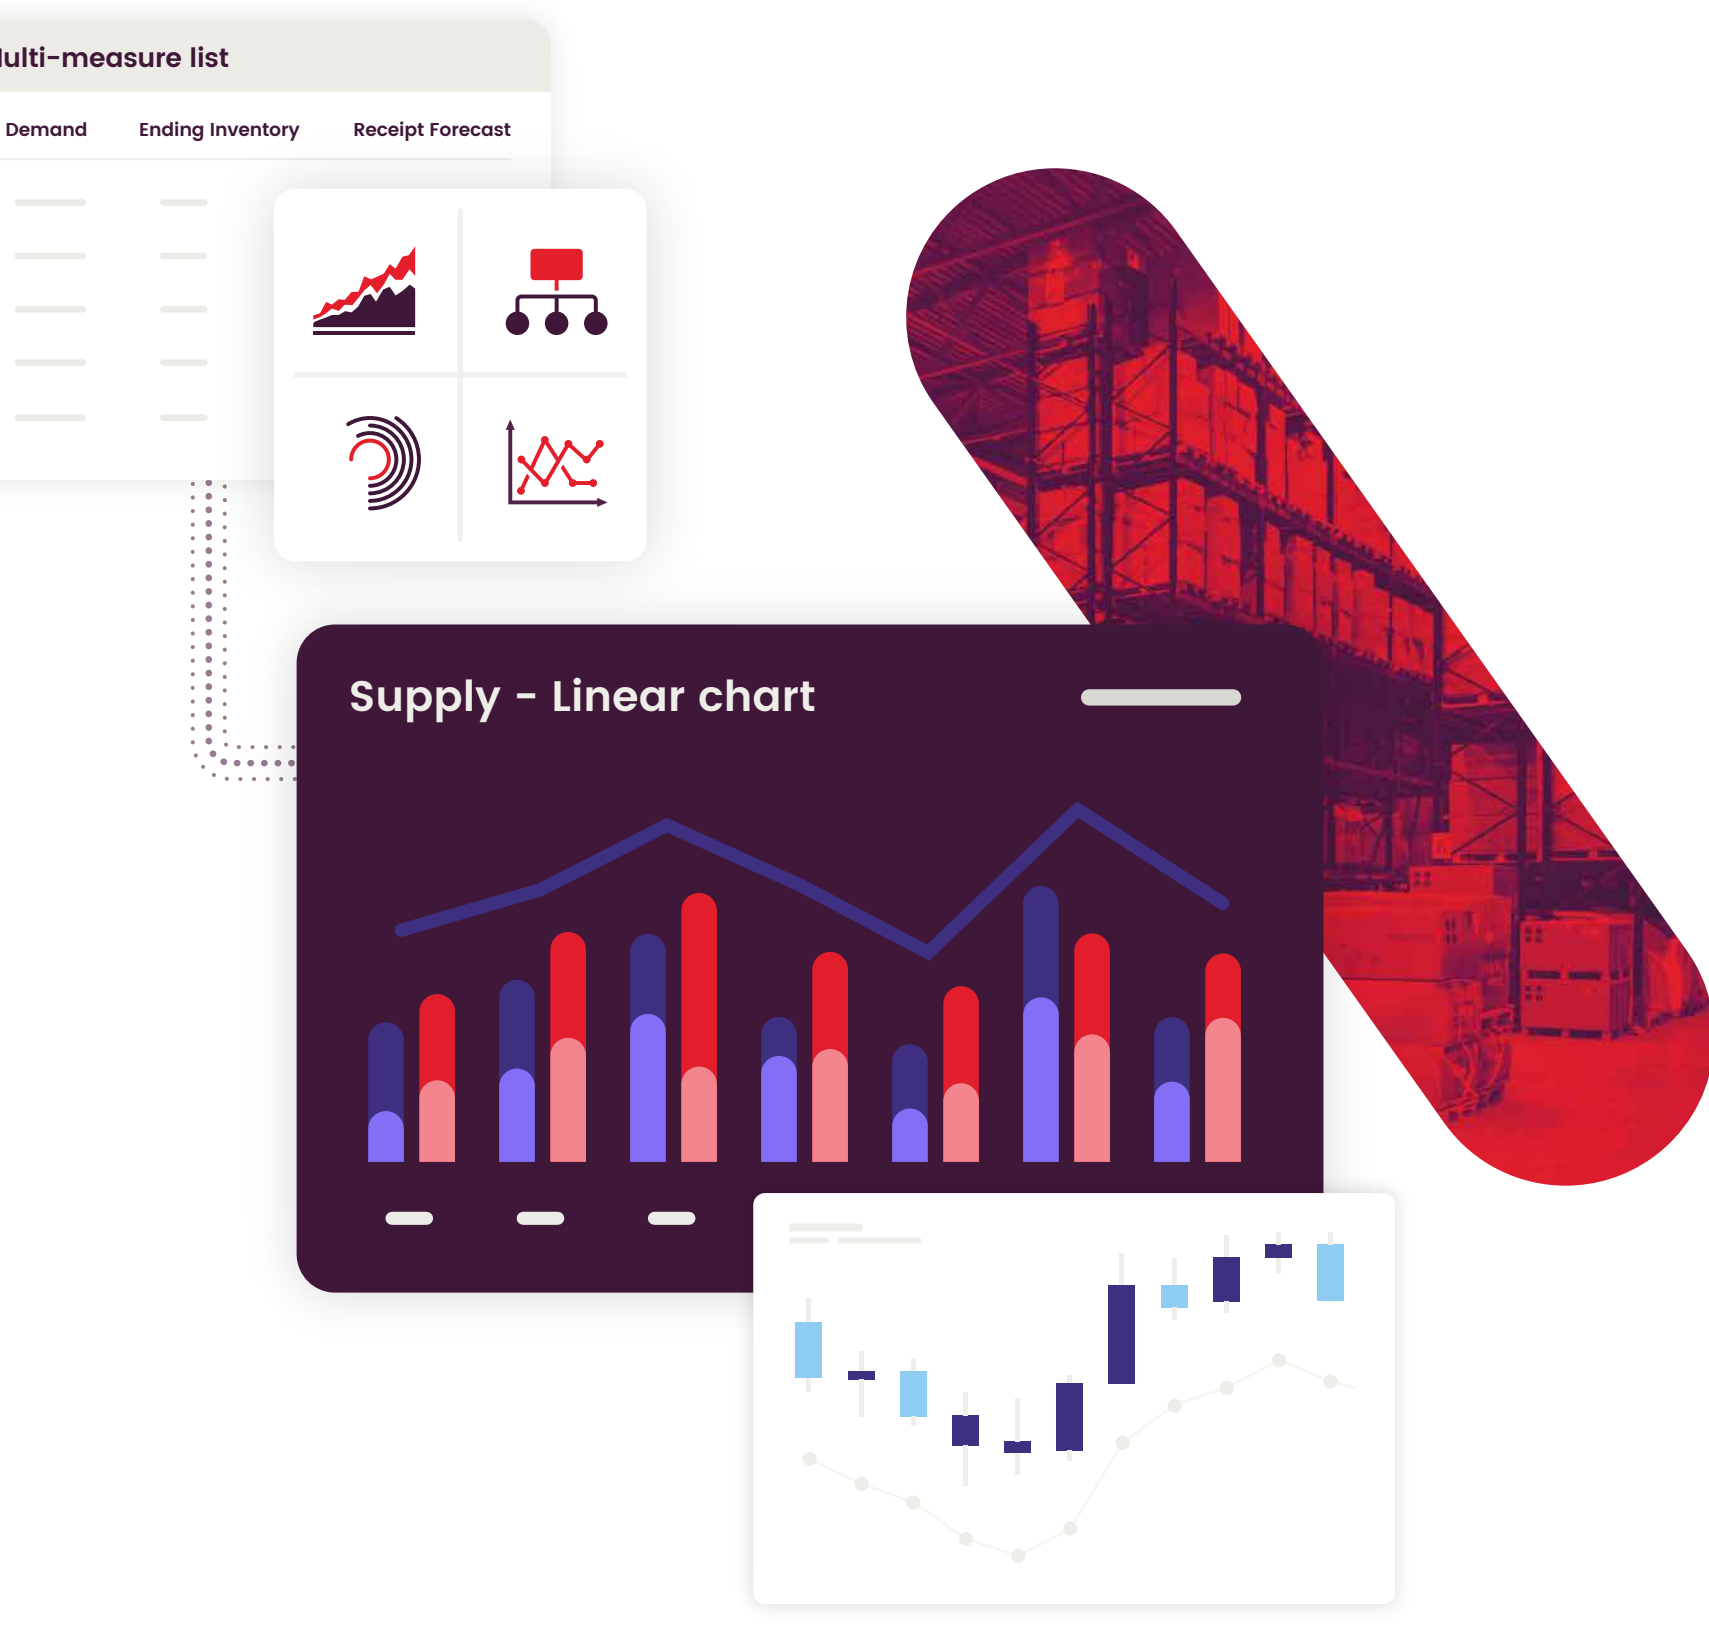 ulti-measure list
Demand Ending Inventory Receipt Forecast
Supply - Linear chart